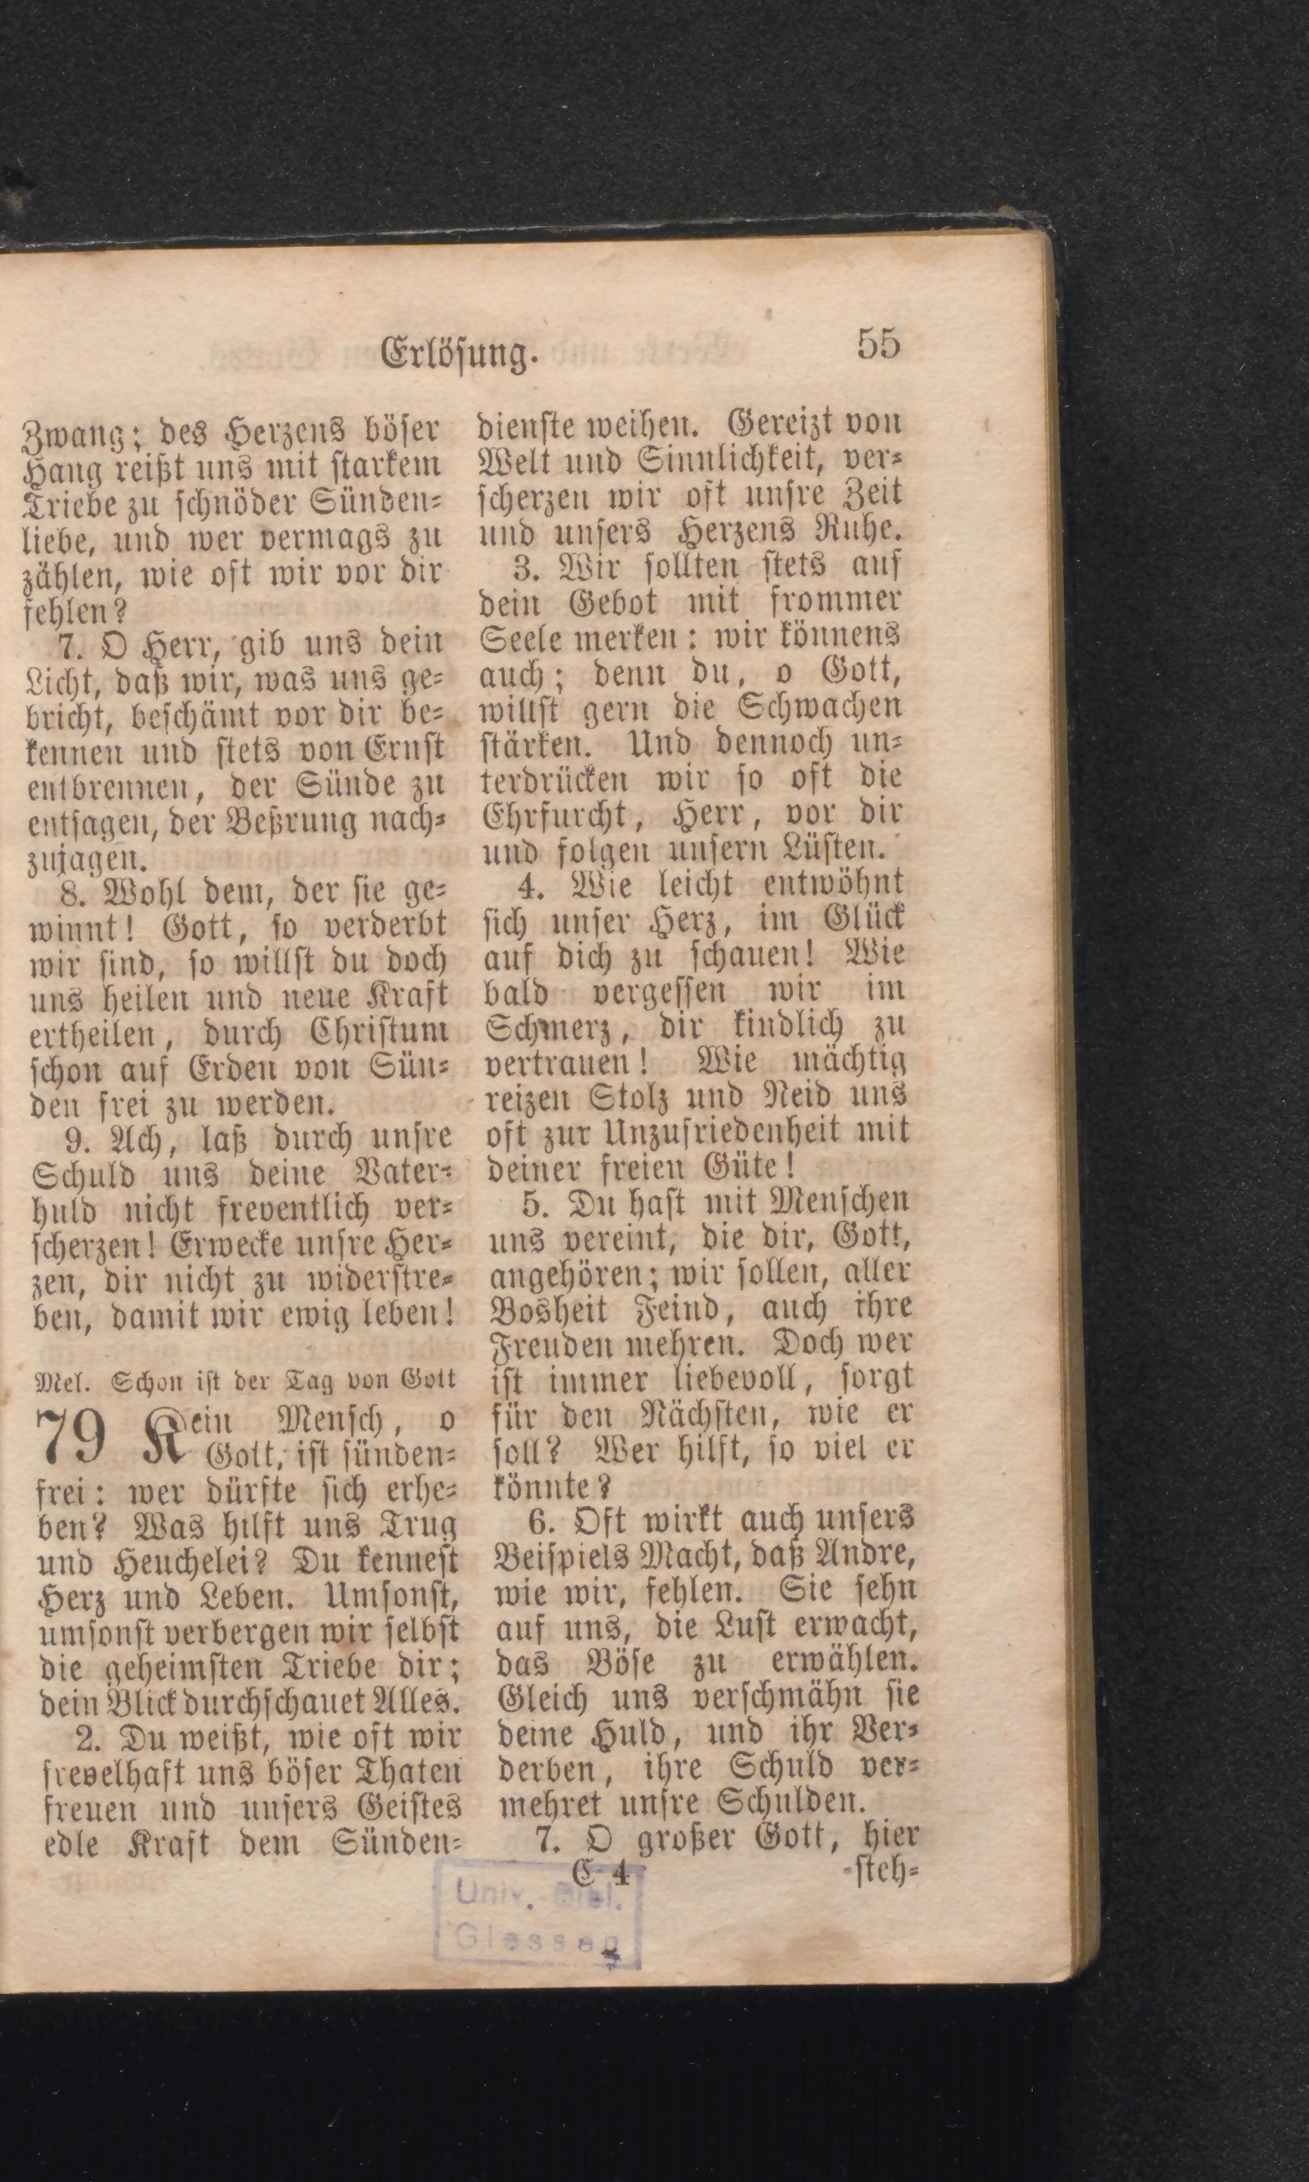 Erlösung.
55
Zwang; des Herzens böser
Hang reißt uns mit starkem
Triebe zu schnöder Sünden-
liebe, und wer vermags zu
zählen, wie oft wir vor dir
fehlen?
7. O Herr, gib uns dein
Licht, daß wir, was uns ge-
bricht, beschämt vor dir be-
kennen und stets von Ernst
entbrennen, der Sünde zu
entsagen, der Beßrung nach-
zujagen.
8. Wohl dem, der sie ge-
winnt! Gott, so verderbt
wir sind, so willst du doch
uns heilen und neue Kraft
ertheilen, durch Christum
schon auf Erden von Sün-
den frei zu werden.
9. Ach, laß durch unsre
Schuld uns deine Vater-
huld nicht freventlich ver-
scherzen! Erwecke unsre Her-
zen, dir nicht zu widerstre-
ben, damit wir ewig leben!
Mel. Schon ist der Tag von Gott
79 Kein Mensch, o
Gott, ist sünden-
frei: wer dürfte sich erhe-
ben? Was hilft uns Trug
und Heuchelei? Du kennest
Herz und Leben. Umsonst,
umsonst verbergen wir selbst
die geheimsten Triebe dir;
dein Blick durchschauet Alles.
2. Du weißt, wie oft wir
frevelhaft uns böser Thaten
freuen und unsers Geistes
edle Kraft dem Sünden-
dienste weihen. Gereizt von
Welt und Sinnlichkeit, ver-
scherzen wir oft unsre Zeit
und unsers Herzens Ruhe.
3. Wir sollten stets auf
dein Gebot mit frommer
Seele merken: wir könnens
auch; denn du, o Gott,
willst gern die Schwachen
stärken. Und dennoch un-
terdrücken wir so oft die
Ehrfurcht, Herr, vor dir
und folgen unsern Lüsten.
4. Wie leicht entwöhnt
sich unser Herz, im Glück
auf dich zu schauen! Wie
bald vergessen wir im
Schmerz, dir kindlich zu
vertrauen! Wie mächtig
reizen Stolz und Neid uns
oft zur Unzufriedenheit mit
deiner freien Güte!
5. Du hast mit Menschen
uns vereint, die dir, Gott,
angehören; wir sollen, aller
Bosheit Feind, auch ihre
Freuden mehren. Doch wer
ist immer liebevoll, sorgt
für den Nächsten, wie er
soll? Wer hilft, so viel er
könnte?
6. Oft wirkt auch unsers
Beispiels Macht, daß Andre,
wie wir, fehlen. Sie sehn
auf uns, die Lust erwacht,
das Böse zu erwählen.
Gleich uns verschmähn sie
deine Huld, und ihr Ver-
derben, ihre Schuld ver-
mehret unsre Schulden.
7. O großer Gott, hier
C 4
steh-
Univ. Bibl.
Giessen